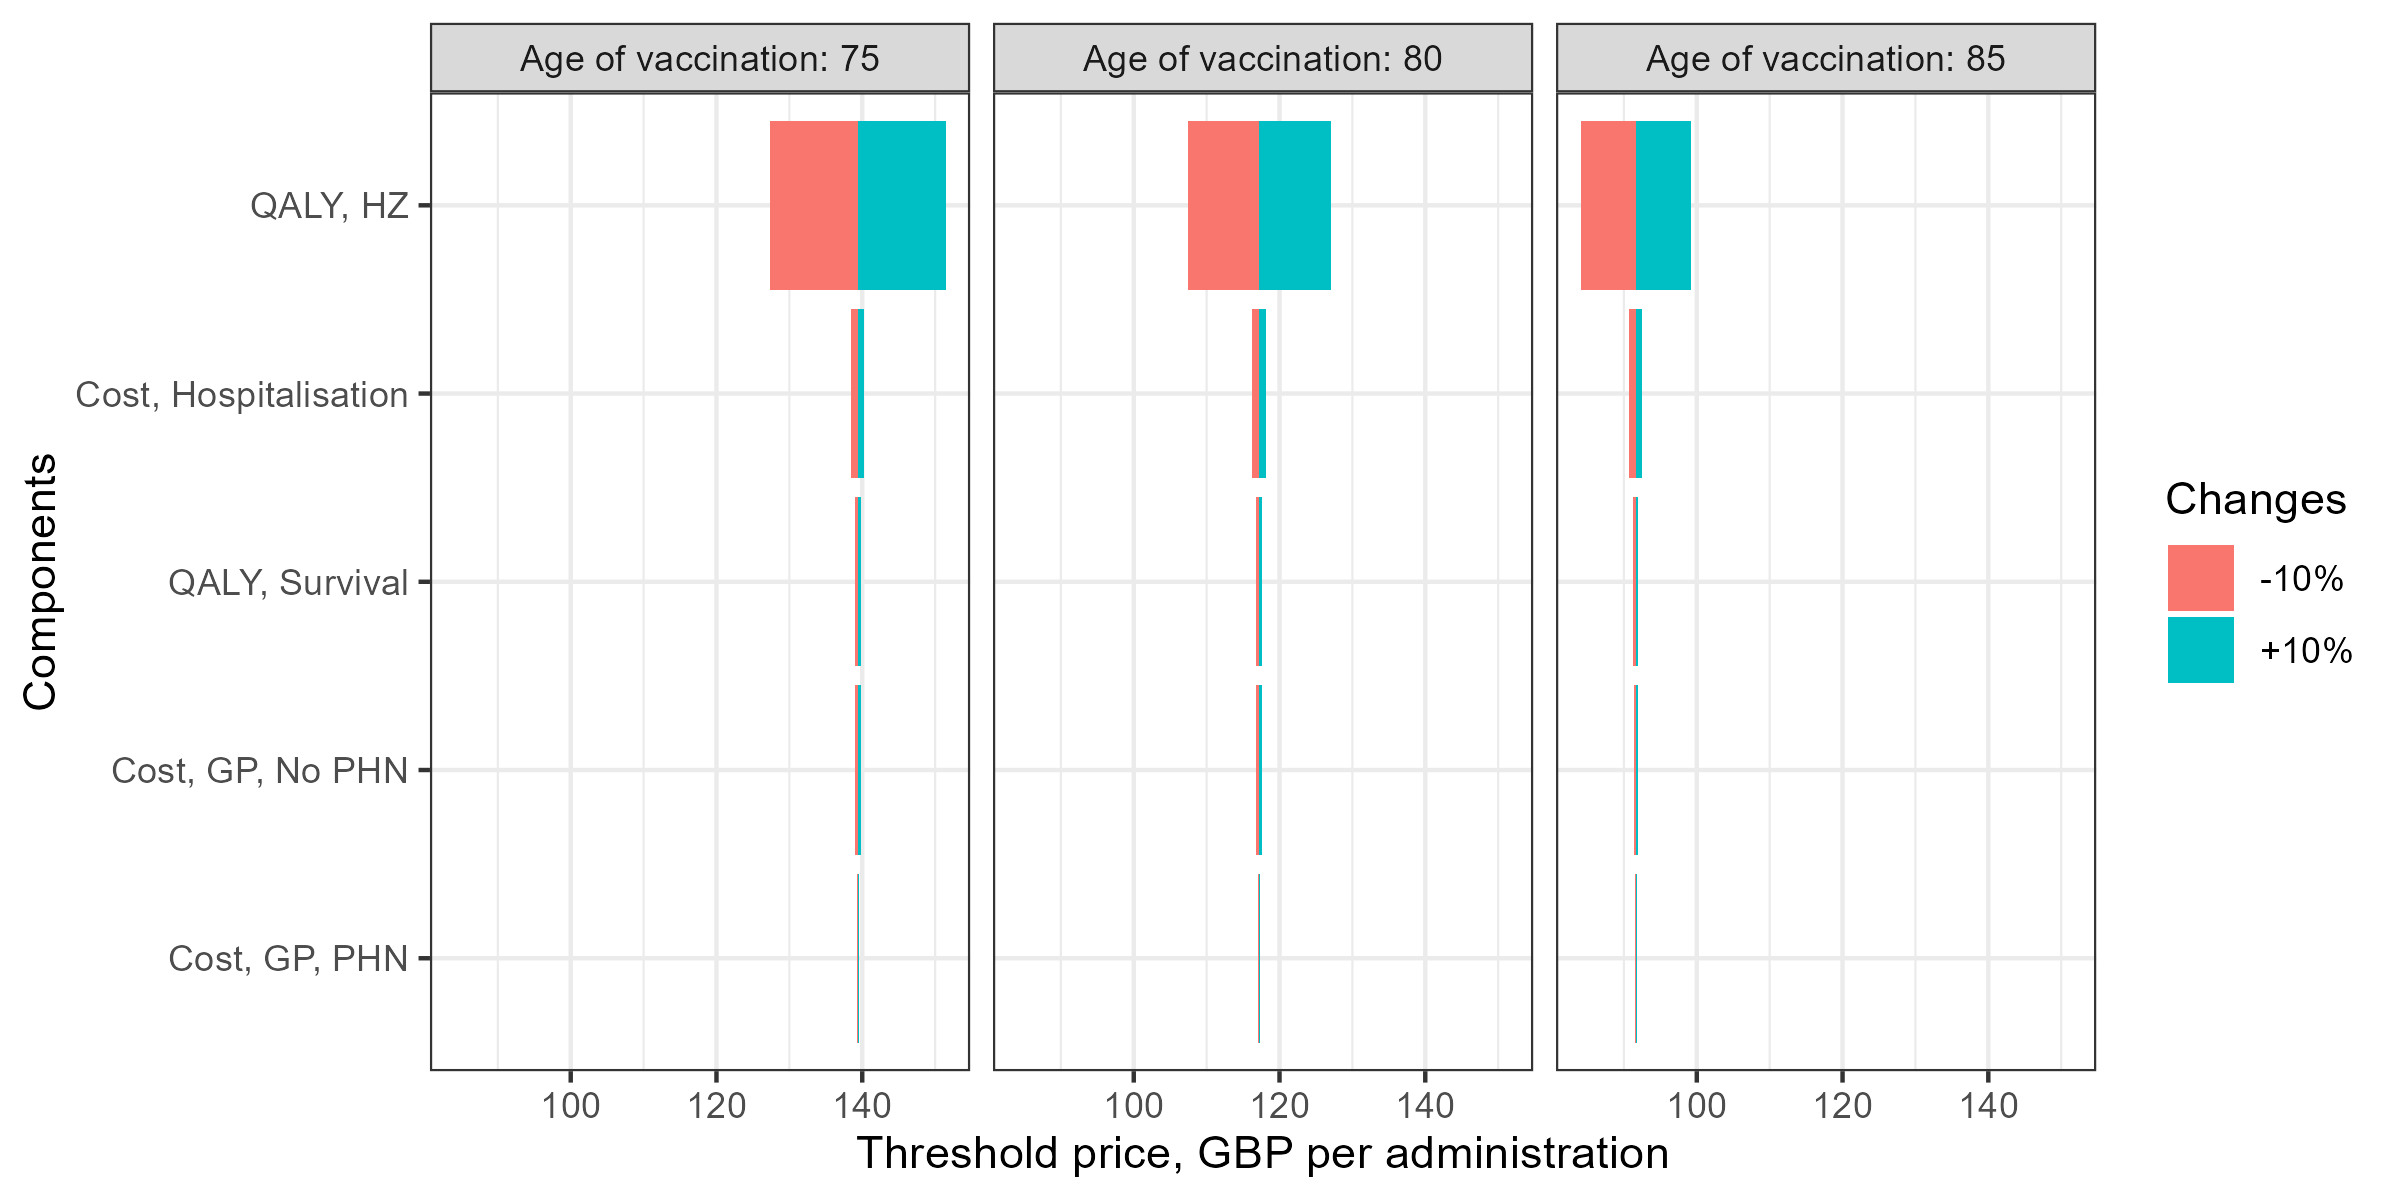 Age of vaccination: 75
Age of vaccination: 80
Age of vaccination: 85
Components
QALY, HZ
Cost, Hospitalisation
QALY, Survival
Cost, GP, No PHN
Cost, GP, PHN
100 120 140
100 120 140
100 120 140
Threshold price, GBP per administration
Changes
-10%
+10%